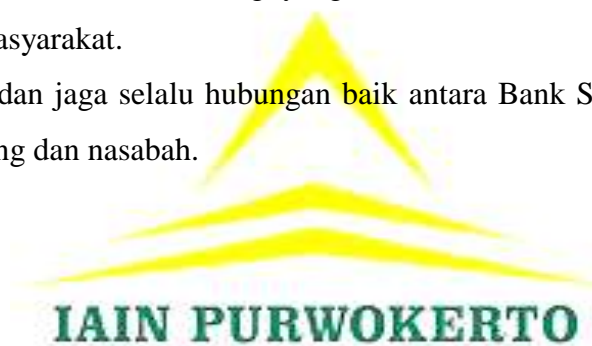 asyarakat.
dan jaga selalu hubungan baik antara Bank S
ng dan nasabah.
IAIN PURWOKERTO